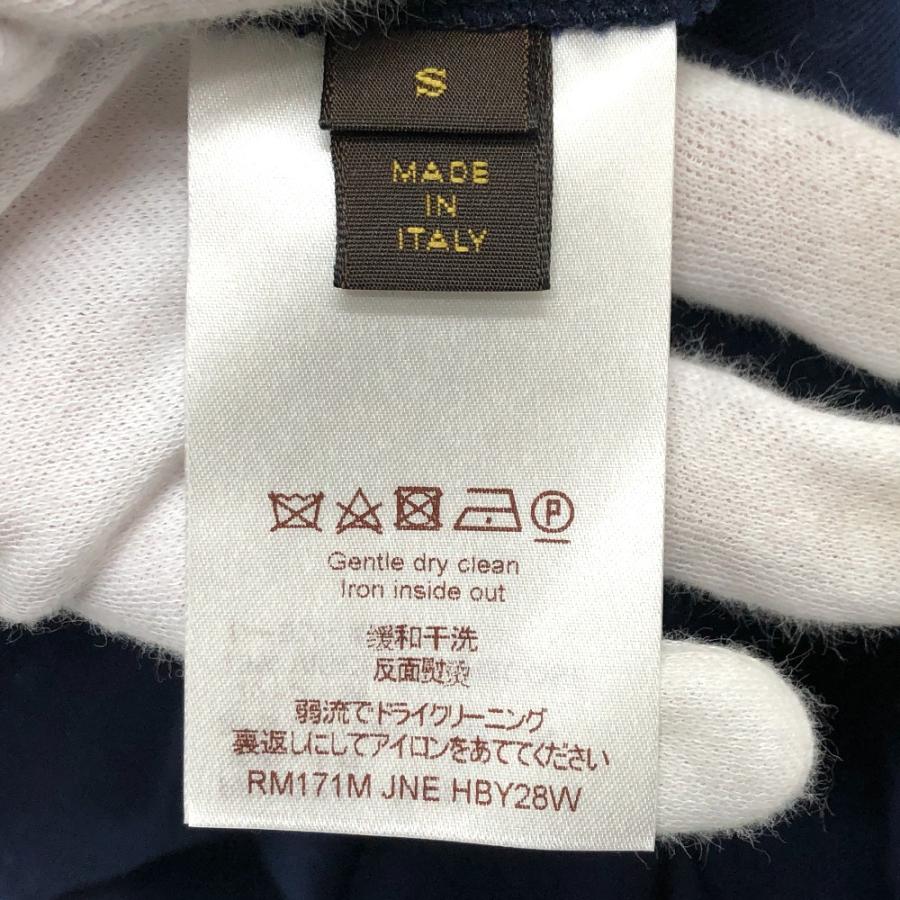 S
MADE
IN
ITALY
P
Gentle dry clean
Iron inside out
缓和干洗
反面熨烫
弱流でドライクリーニング
裏返しにしてアイロンをあててください
RM171M JNE HBY28W